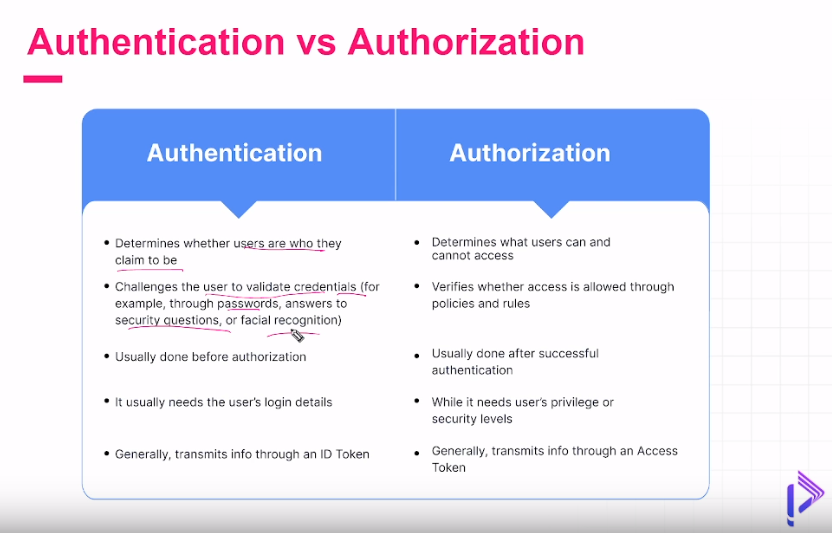 Authentication vs Authorization
Authentication
Authorization
• Determines whether users are who they
claim to be
• Challenges the user to validate credentials (for
example, through passwords, answers to
security questions, or facial recognition)
• Usually done before authorization
• It usually needs the user's login details
• Generally, transmits info through an ID Token
• Determines what users can and
cannot access
• Verifies whether access is allowed through
policies and rules
• Usually done after successful
authentication
• While it needs user's privilege or
security levels
• Generally, transmits info through an Access
Token